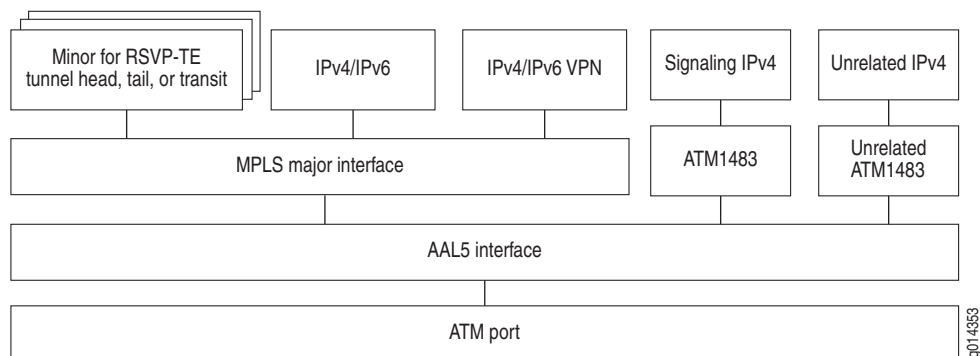 Minor for RSVP-TE
tunnel head, tail, or transit
IPv4/IPv6
IPv4/IPv6 VPN
Signaling IPv4
Unrelated IPv4
MPLS major interface
ATM1483
Unrelated
ATM1483
AAL5 interface
ATM port
g014353